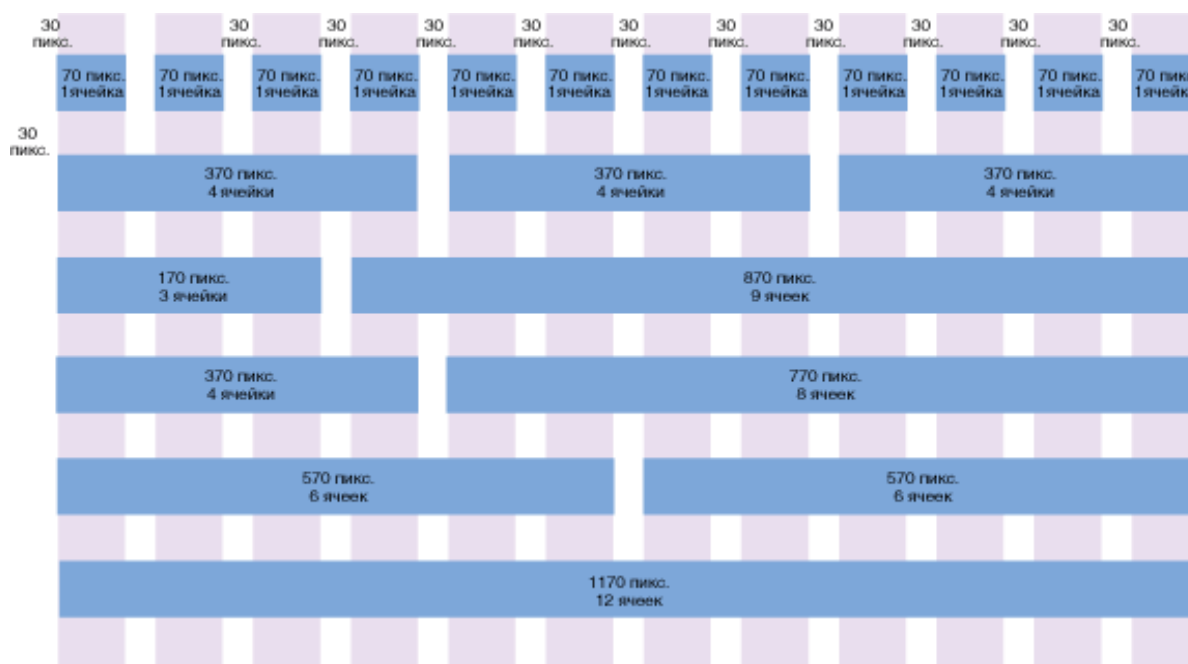 30 30 30 30 30 30 30 30 30 30 30
пикс. пикс. пикс. пикс. пикс. пикс. пикс. пикс. пикс. пикс. пикс.
70 пикс. 70 пикс. 70 пикс. 70 пикс. 70 пикс. 70 пикс. 70 пикс. 70 пикс. 70 пикс. 70 пикс. 70 пикс. 70 пикс
1ячейка 1ячейка 1ячейка 1ячейка 1ячейка 1ячейка 1ячейка 1ячейка 1ячейка 1ячейка 1ячейка 1ячейка
30
пикс.
370 пикс. 370 пикс. 370 пикс.
4 ячейки 4 ячейки 4 ячейки
170 пикс. 870 пикс.
3 ячейки 9 ячеек
370 пикс. 770 пикс.
4 ячейки 8 ячеек
570 пикс. 570 пикс.
6 ячеек 6 ячеек
1170 пикс.
12 ячеек